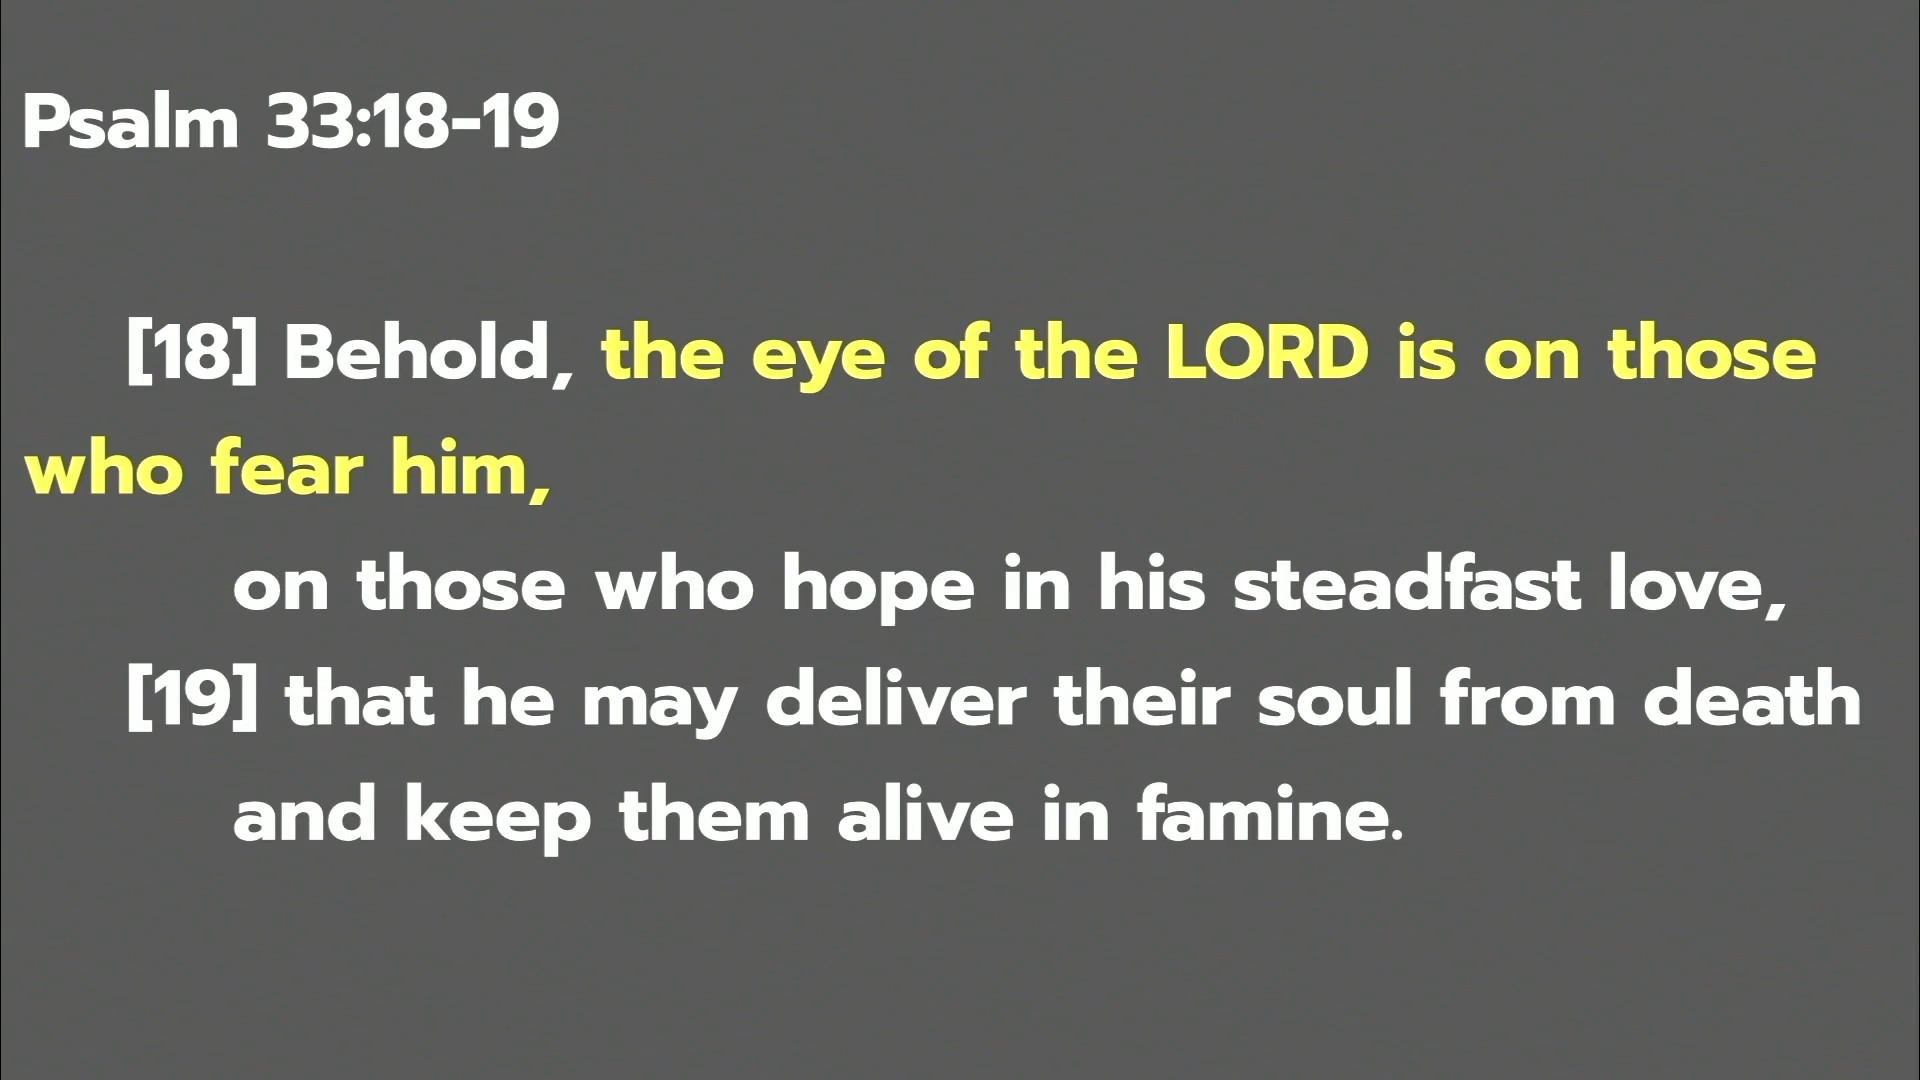 Psalm 33:18-19
[18] Behold, the eye of the LORD is on those
who fear him,
on those who hope in his steadfast love,
[19] that he may deliver their soul from death
and keep them alive in famine.